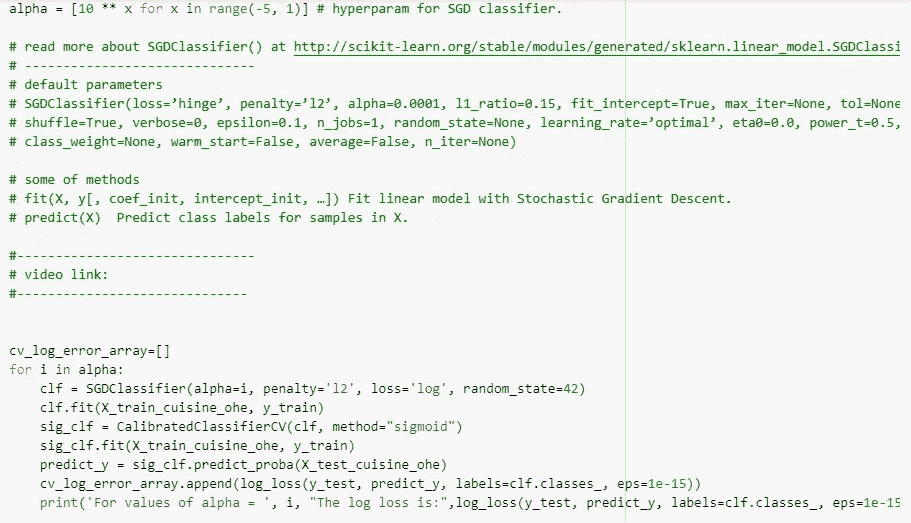 alpha = [10 ** x for x in range(-5, 1)] # hyperparam for SGD classifier.
# read more about SGDClassifier() at http://scikit-learn.org/stable/modules/generated/sklearn.linear_model.SGDClassi
# ------------------------------
# default parameters
# SGDClassifier(loss=’hinge’, penalty=’l2’, alpha=0.0001, l1_ratio=0.15, fit_intercept=True, max_iter=None, tol=None
# shuffle=True, verbose=0, epsilon=0.1, n_jobs=1, random_state=None, learning_rate=’optimal’, eta0=0.0, power_t=0.5,
# class_weight=None, warm_start=False, average=False, n_iter=None)
# some of methods
# fit(X, y[, coef_init, intercept_init, …]) Fit linear model with Stochastic Gradient Descent.
# predict(X)  Predict class labels for samples in X.
#-------------------------------
# video link:
#------------------------------
cv_log_error_array=[]
for i in alpha:
    clf = SGDClassifier(alpha=i, penalty='l2', loss='log', random_state=42)
    clf.fit(X_train_cuisine_ohe, y_train)
    sig_clf = CalibratedClassifierCV(clf, method="sigmoid")
    sig_clf.fit(X_train_cuisine_ohe, y_train)
    predict_y = sig_clf.predict_proba(X_test_cuisine_ohe)
    cv_log_error_array.append(log_loss(y_test, predict_y, labels=clf.classes_, eps=1e-15))
    print('For values of alpha = ', i, "The log loss is:",log_loss(y_test, predict_y, labels=clf.classes_, eps=1e-15